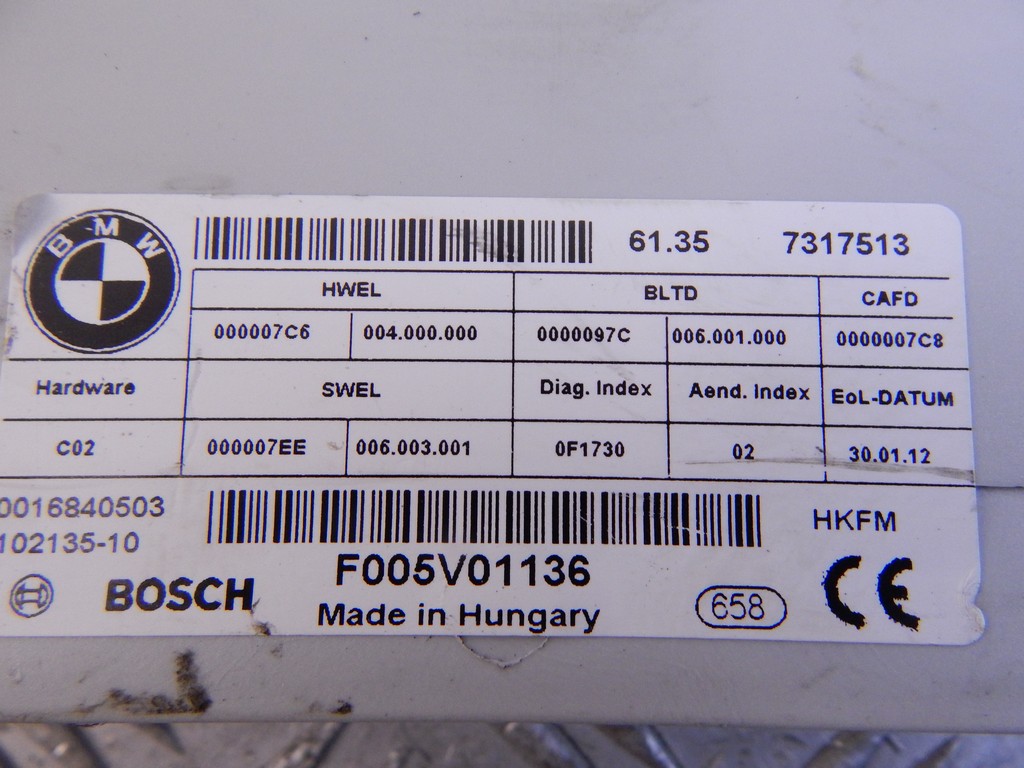 BMW 61.35 7317513
HWEL BLTD CAFD
000007C6 004.000.000 0000097C 006.001.000 0000007C8
Hardware SWEL Diag. Index Aend. Index EoL-DATUM
C02 000007EE 006.003.001 0F1730 02 30.01.12
0016840503 HKFM
102135-10
F005V01136
BOSCH Made in Hungary 658 CE